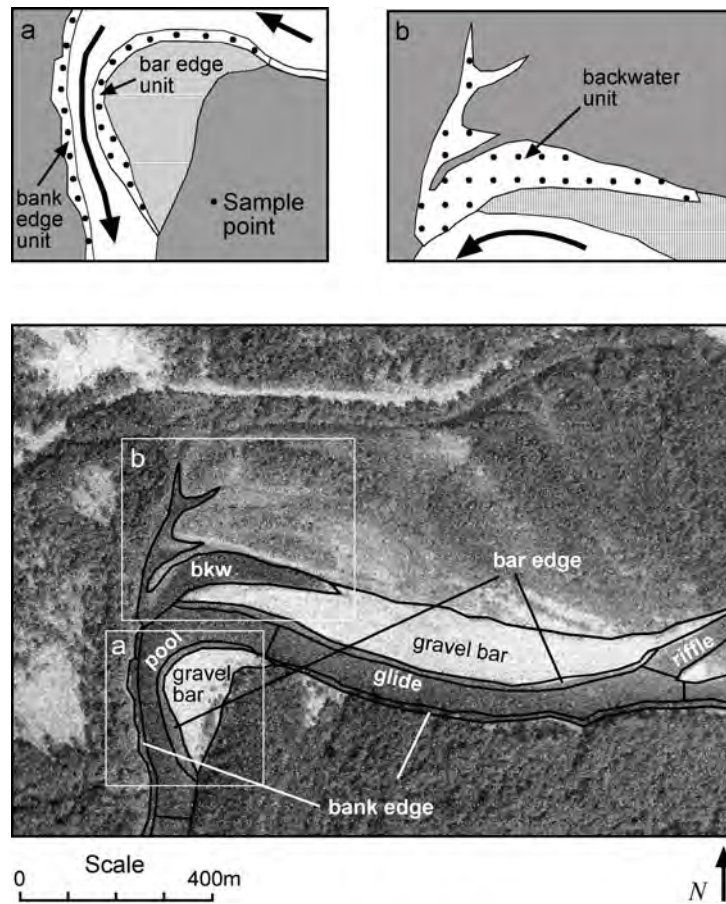 a
bar edge
unit
bank
edge
unit
Sample
point
b
backwater
unit
b
bkw
bar edge
a
pool
gravel
bar
gravel bar
riffle
glide
bank edge
Scale
0 400m
N